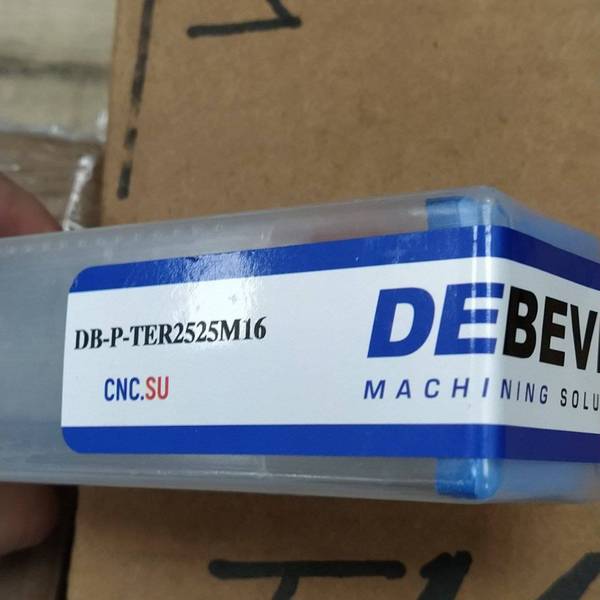 DB-P-TER2525M16
CNC.SU
DEBEV
MACHINING SOLU